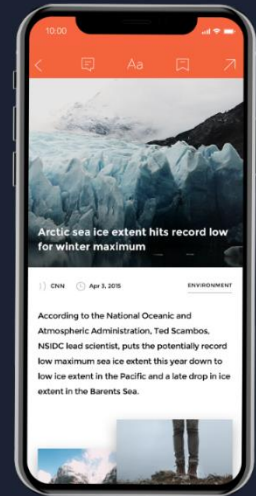 10:00
Aa
Arctic sea ice extent hits record low
for winter maximum
CNN Apr 3, 2015 ENVIRONMENT
According to the National Oceanic and
Atmospheric Administration, Ted Scambos,
NSIDC lead scientist, puts the potentially record
low maximum sea ice extent this year down to
low ice extent in the Pacific and a late drop in ice
extent in the Barents Sea.